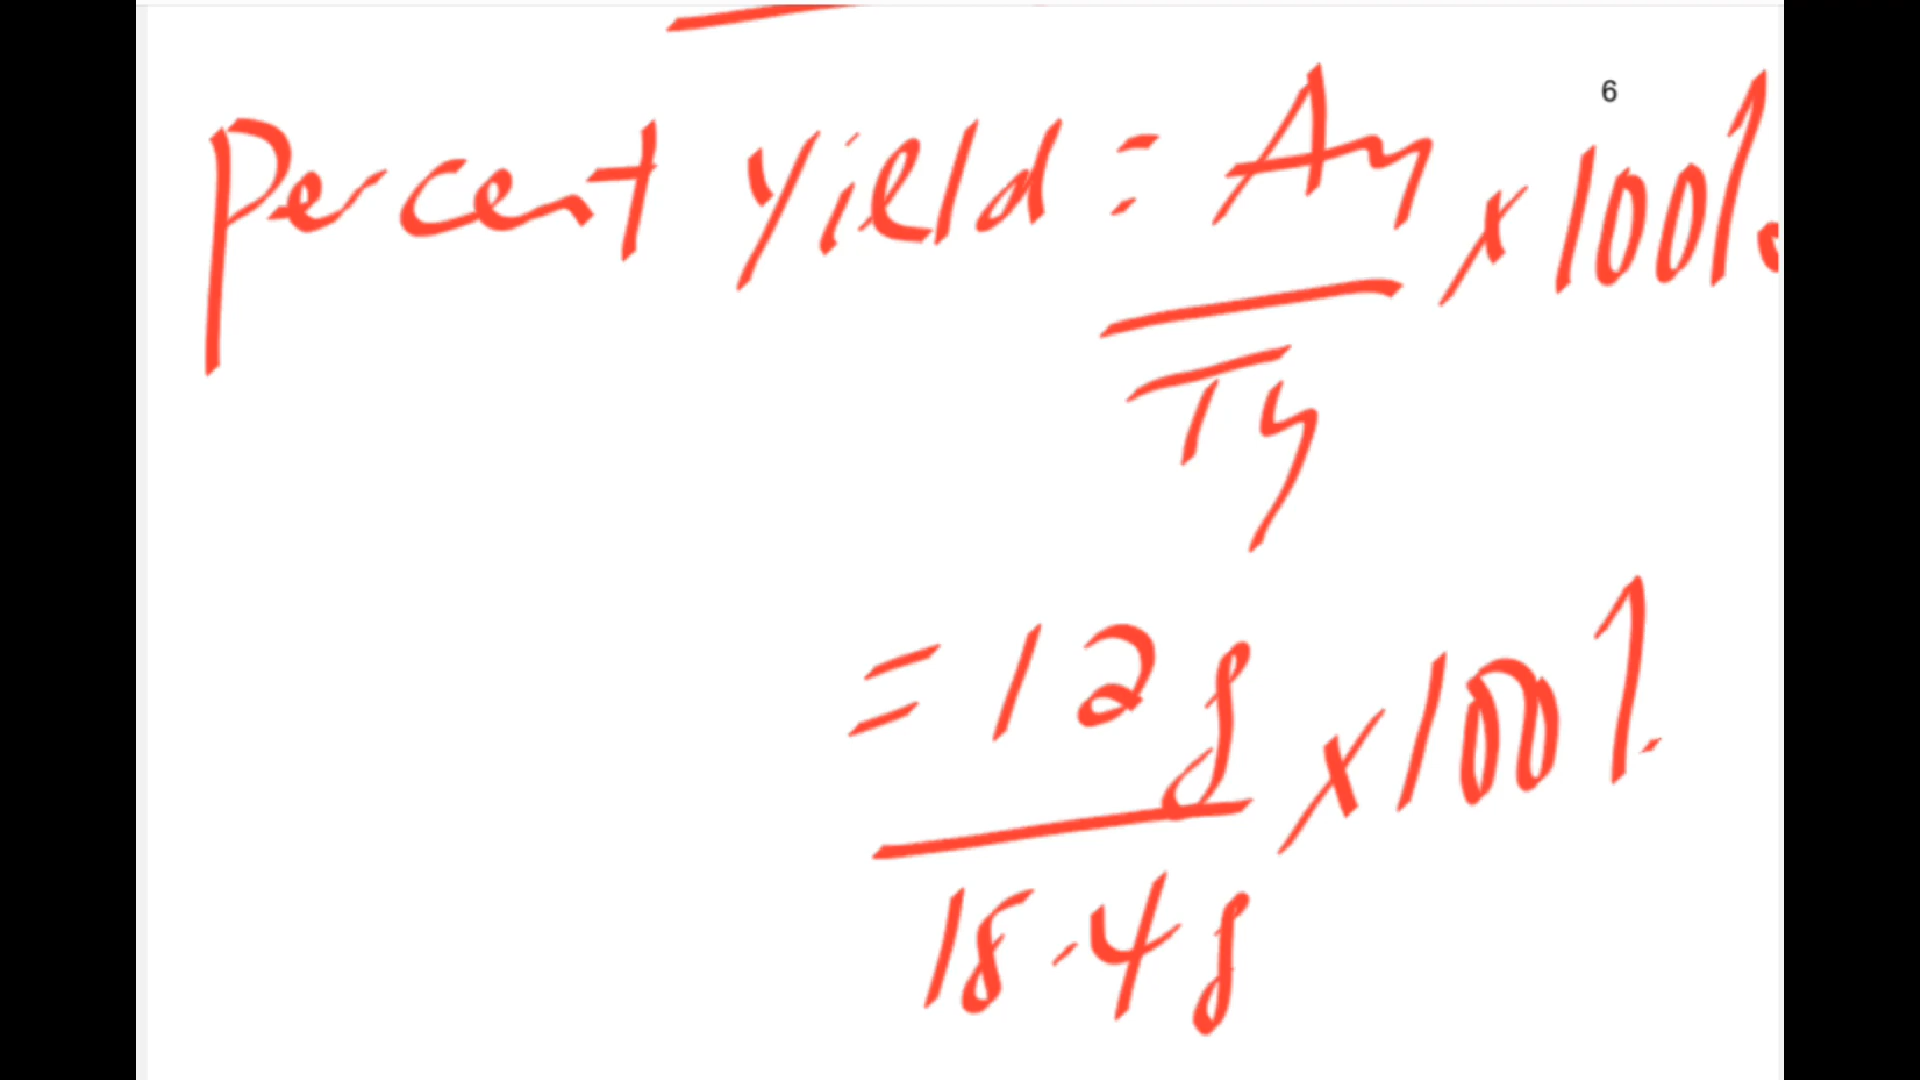 6
Percent yield = Ay x 100%
Ty
= 12g x 100%
18.4g